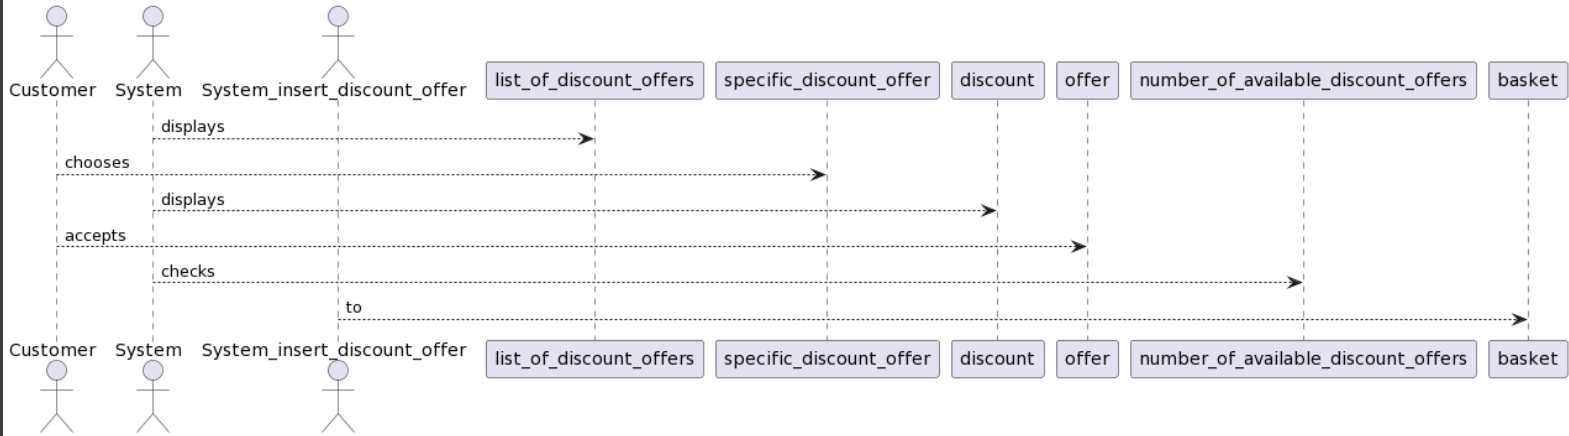 Customer System System_insert_discount_offer list_of_discount_offers specific_discount_offer discount offer number_of_available_discount_offers basket
displays
chooses
displays
accepts
checks
to
Customer System System_insert_discount_offer list_of_discount_offers specific_discount_offer discount offer number_of_available_discount_offers basket